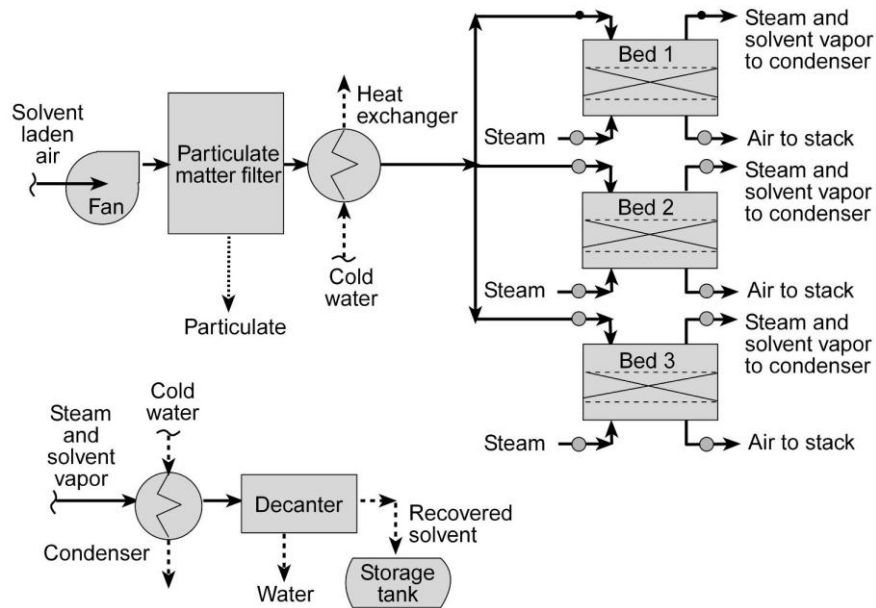 Solvent
laden
air
Fan
Particulate
matter filter
Particulate
Heat
exchanger
Cold
water
Steam and
solvent vapor
to condenser
Bed 1
Steam
Air to stack
Steam and
solvent vapor
to condenser
Bed 2
Steam
Air to stack
Steam and
solvent vapor
to condenser
Bed 3
Steam
Air to stack
Steam
and
solvent
vapor
Cold
water
Condenser
Decanter
Water
Recovered
solvent
Storage
tank